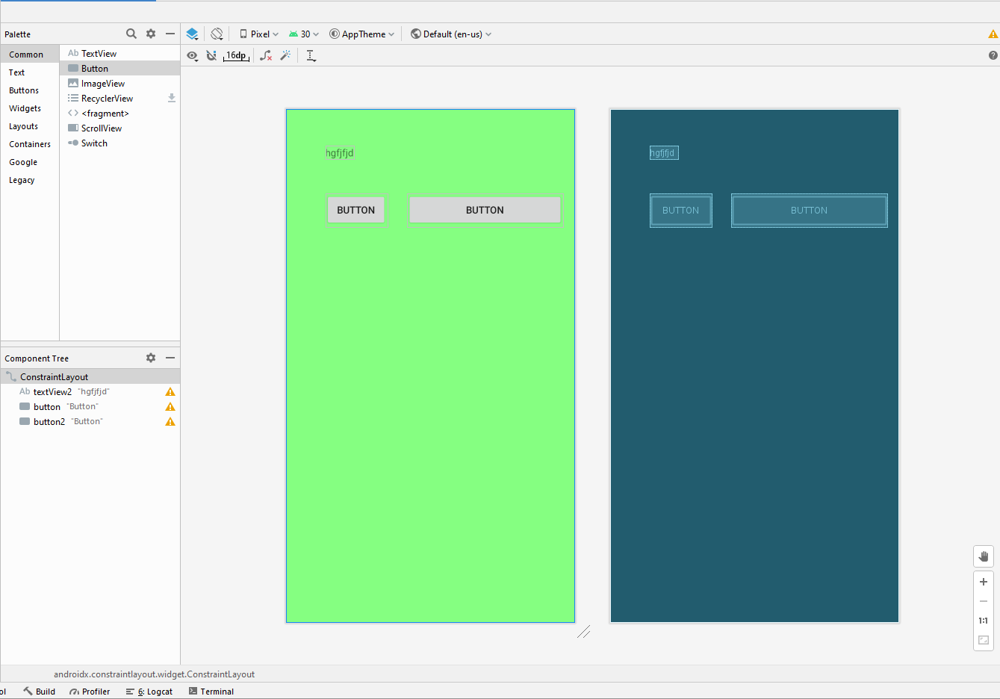 Palette
Pixel 30 AppTheme Default (en-us)
16dp
Common
Text
Buttons
Widgets
Layouts
Containers
Google
Legacy
Ab TextView
Button
ImageView
RecyclerView
<fragment>
ScrollView
Switch
hgfjfjd
BUTTON BUTTON
hgfjfjd
BUTTON BUTTON
Component Tree
ConstraintLayout
Ab textView2 "hgfjfjd"
button "Button"
button2 "Button"
1:1
androidx.constraintlayout.widget.ConstraintLayout
ol Build Profiler 6: Logcat Terminal